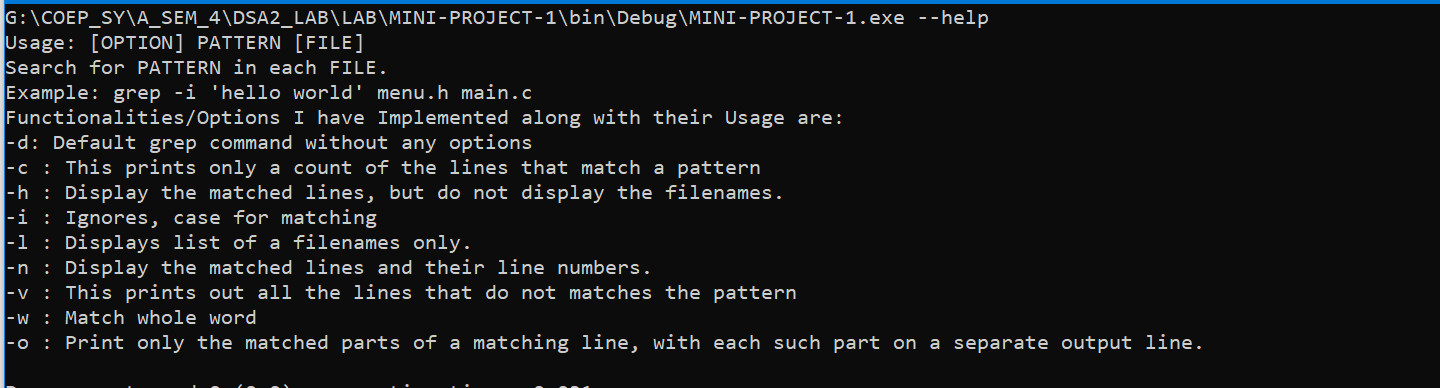 G:\COEP_SY\A_SEM_4\DSA2_LAB\LAB\MINI-PROJECT-1\bin\Debug\MINI-PROJECT-1.exe --help
Usage: [OPTION] PATTERN [FILE]
Search for PATTERN in each FILE.
Example: grep -i 'hello world' menu.h main.c
Functionalities/Options I have Implemented along with their Usage are:
-d: Default grep command without any options
-c : This prints only a count of the lines that match a pattern
-h : Display the matched lines, but do not display the filenames.
-i : Ignores, case for matching
-l : Displays list of a filenames only.
-n : Display the matched lines and their line numbers.
-v : This prints out all the lines that do not matches the pattern
-w : Match whole word
-o : Print only the matched parts of a matching line, with each such part on a separate output line.